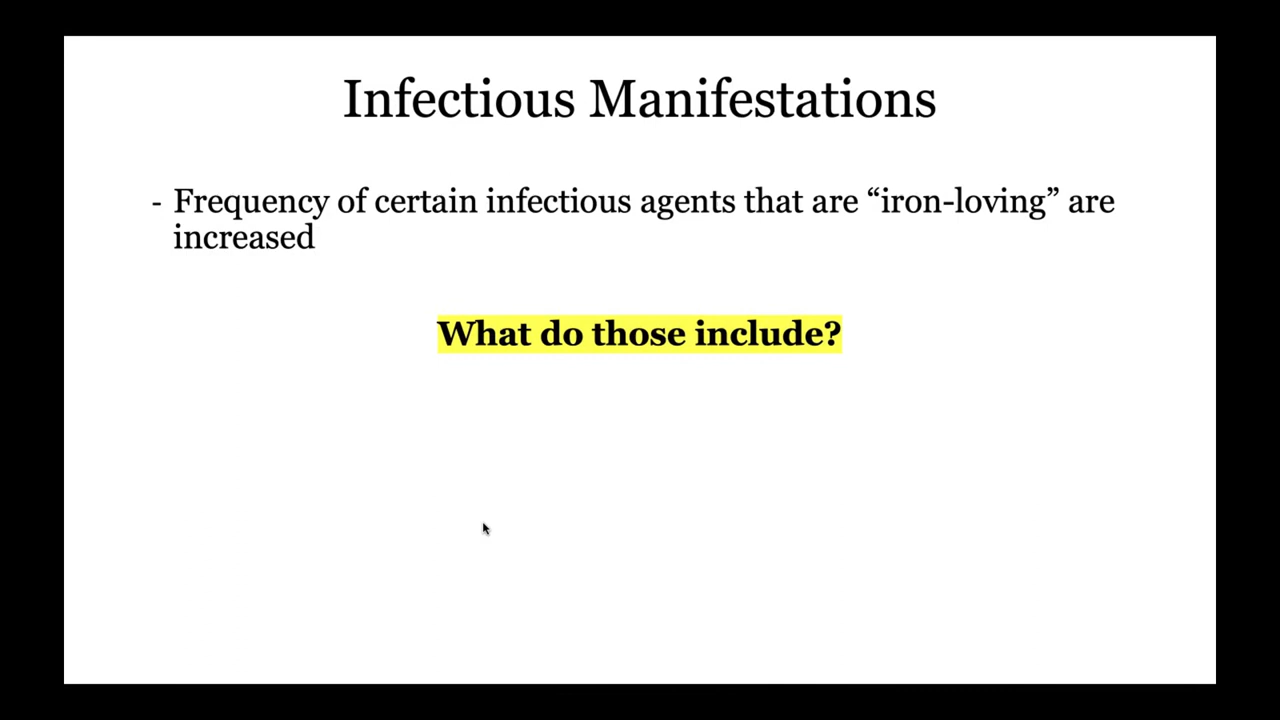 Infectious Manifestations
- Frequency of certain infectious agents that are “iron-loving” are
increased
What do those include?